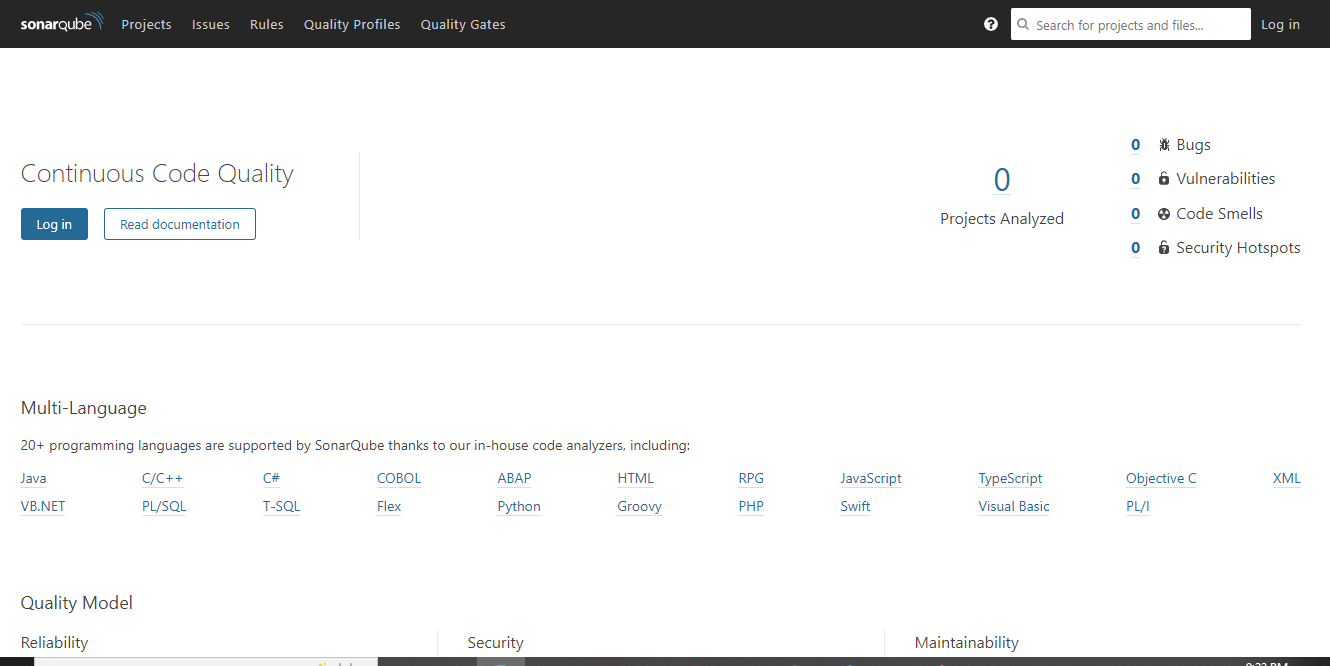 sonarqube Projects Issues Rules Quality Profiles Quality Gates ? Search for projects and files... Log in
Continuous Code Quality
Log in Read documentation
0
Projects Analyzed
0 Bugs
0 Vulnerabilities
0 Code Smells
0 Security Hotspots
Multi-Language
20+ programming languages are supported by SonarQube thanks to our in-house code analyzers, including:
Java C/C++ C# COBOL ABAP HTML RPG JavaScript TypeScript Objective C XML
VB.NET PL/SQL T-SQL Flex Python Groovy PHP Swift Visual Basic PL/I
Quality Model
Reliability Security Maintainability